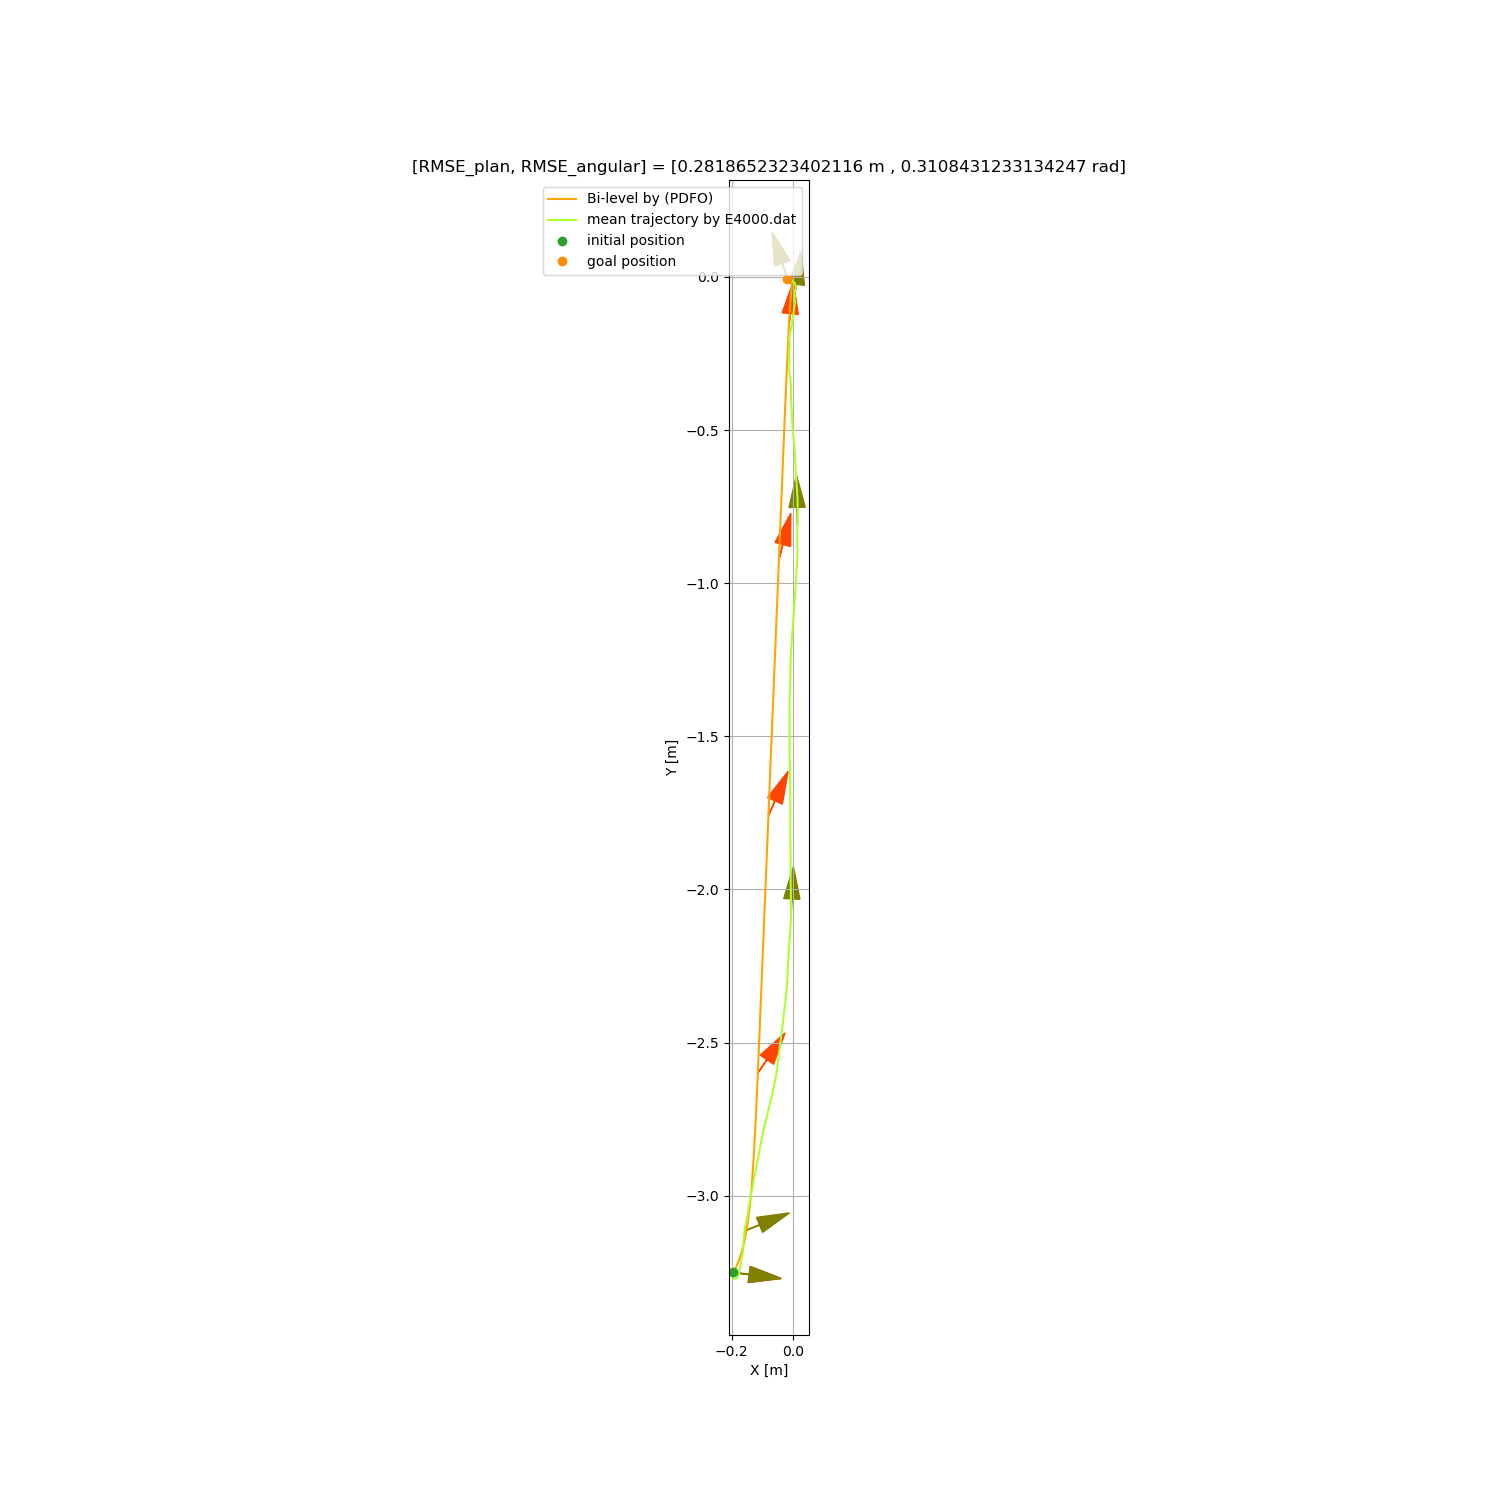 [RMSE_plan, RMSE_angular] = [0.2818652323402116 m , 0.3108431233134247 rad]
Bi-level by (PDFO)
mean trajectory by E4000.dat
initial position
goal position
0.0
−0.5
−1.0
−1.5
−2.0
−2.5
−3.0
Y [m]
−0.2 0.0
X [m]